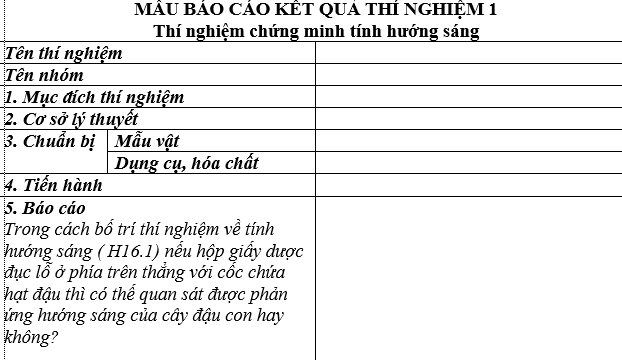 MẪU BÁO CÁO KẾT QUẢ THÍ NGHIỆM 1
Thí nghiệm chứng minh tính hướng sáng
Tên thí nghiệm
Tên nhóm
1. Mục đích thí nghiệm
2. Cơ sở lý thuyết
3. Chuẩn bị Mẫu vật
Dụng cụ, hóa chất
4. Tiến hành
5. Báo cáo
Trong cách bố trí thí nghiệm về tính
hướng sáng ( H16.1) nếu hộp giấy dược
đục lỗ ở phía trên thẳng với cốc chứa
hạt đậu thì có thể quan sát được phản
ứng hướng sáng của cây đậu con hay
không?